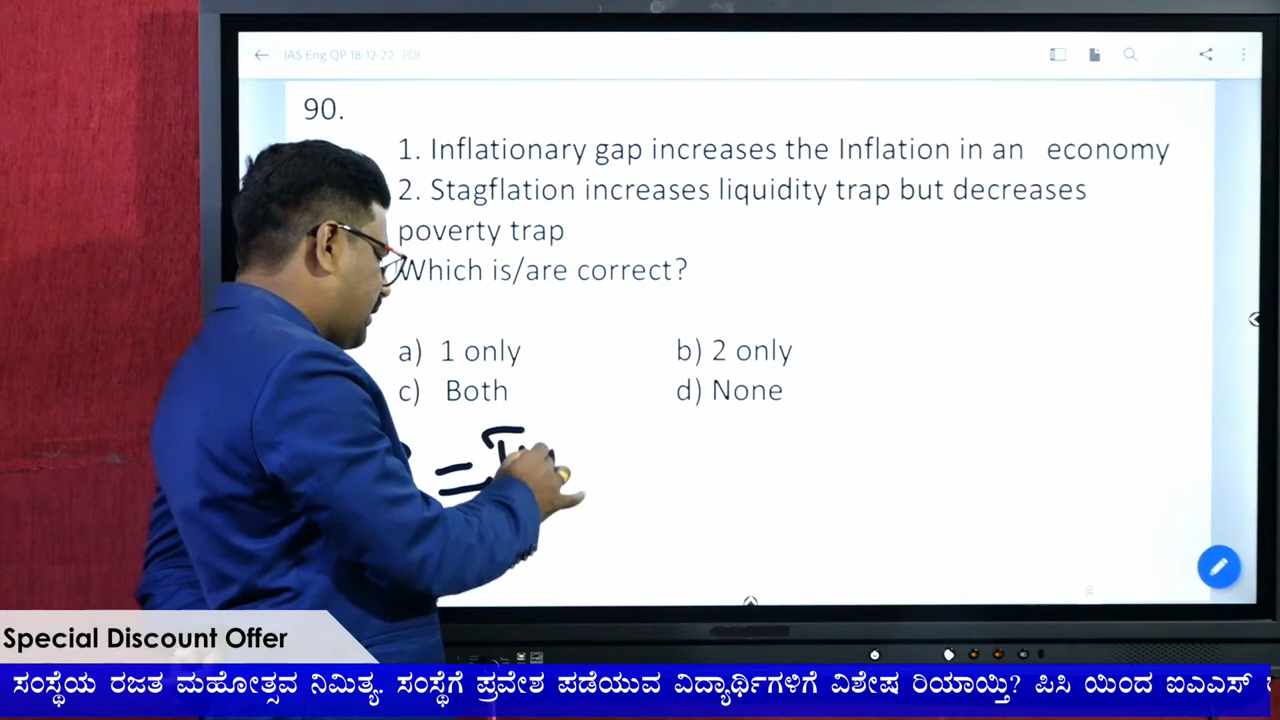 IAS Eng QP 18-12-22 PDF
90.
1. Inflationary gap increases the Inflation in an economy
2. Stagflation increases liquidity trap but decreases
poverty trap
Which is/are correct?
a) 1 only b) 2 only
c) Both d) None
=
Special Discount Offer
ಸಂಸ್ಥೆಯ ರಜತ ಮಹೋತ್ಸವ ನಿಮಿತ್ಯ. ಸಂಸ್ಥೆಗೆ ಪ್ರವೇಶ ಪಡೆಯುವ ವಿದ್ಯಾರ್ಥಿಗಳಿಗೆ ವಿಶೇಷ ರಿಯಾಯ್ತಿ? ಪಿಸಿ ಯಿಂದ ಐಎಎಸ್